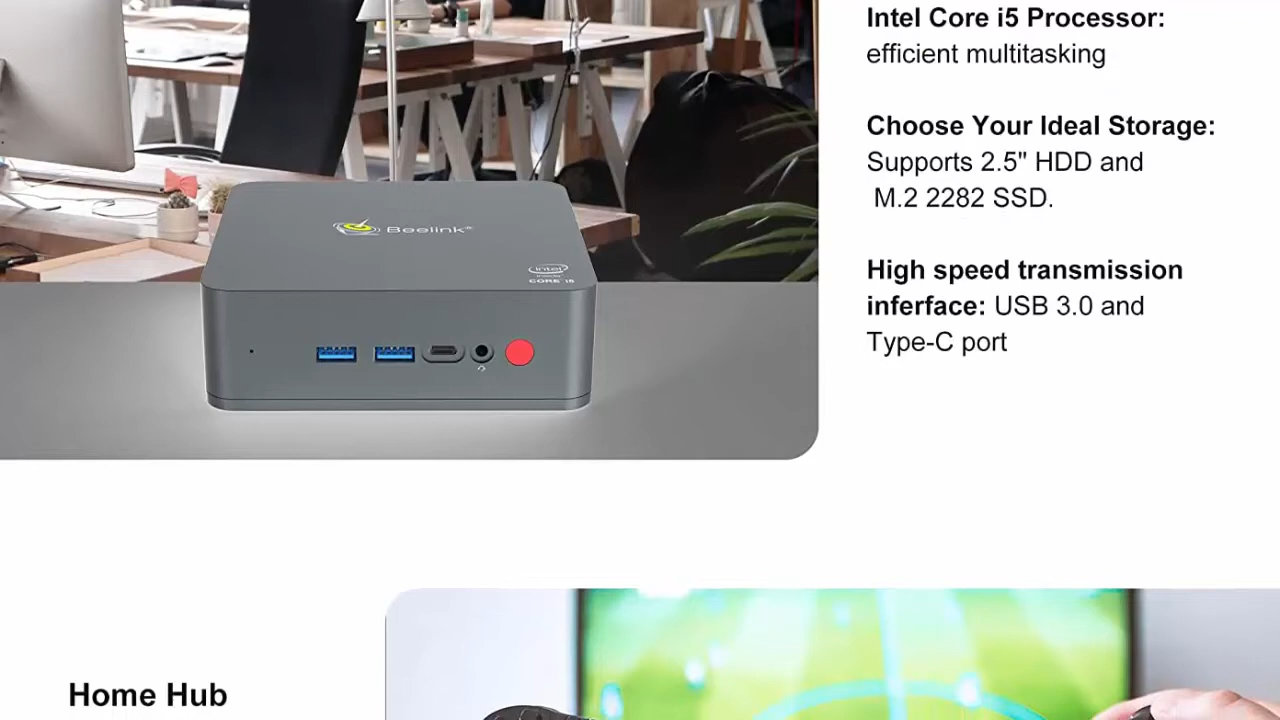 Intel Core i5 Processor:
efficient multitasking
Choose Your Ideal Storage:
Supports 2.5" HDD and
M.2 2282 SSD.
High speed transmission
inferface: USB 3.0 and
Type-C port
Beelink®
intel
CORE i5
Home Hub